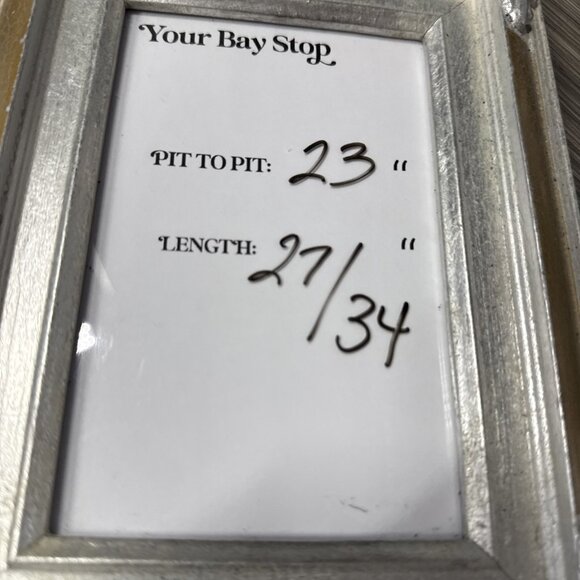 Your Bay Stop
PIT TO PIT: 23 "
LENGTH: 27/34 "